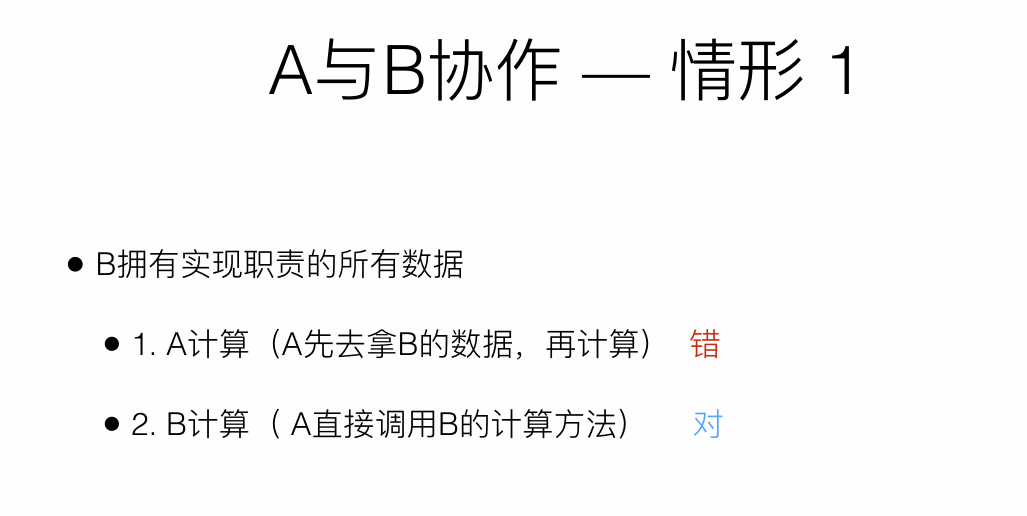 A与B协作 — 情形 1
• B拥有实现职责的所有数据
• 1. A计算（A先去拿B的数据，再计算） 错
• 2. B计算（ A直接调用B的计算方法） 对